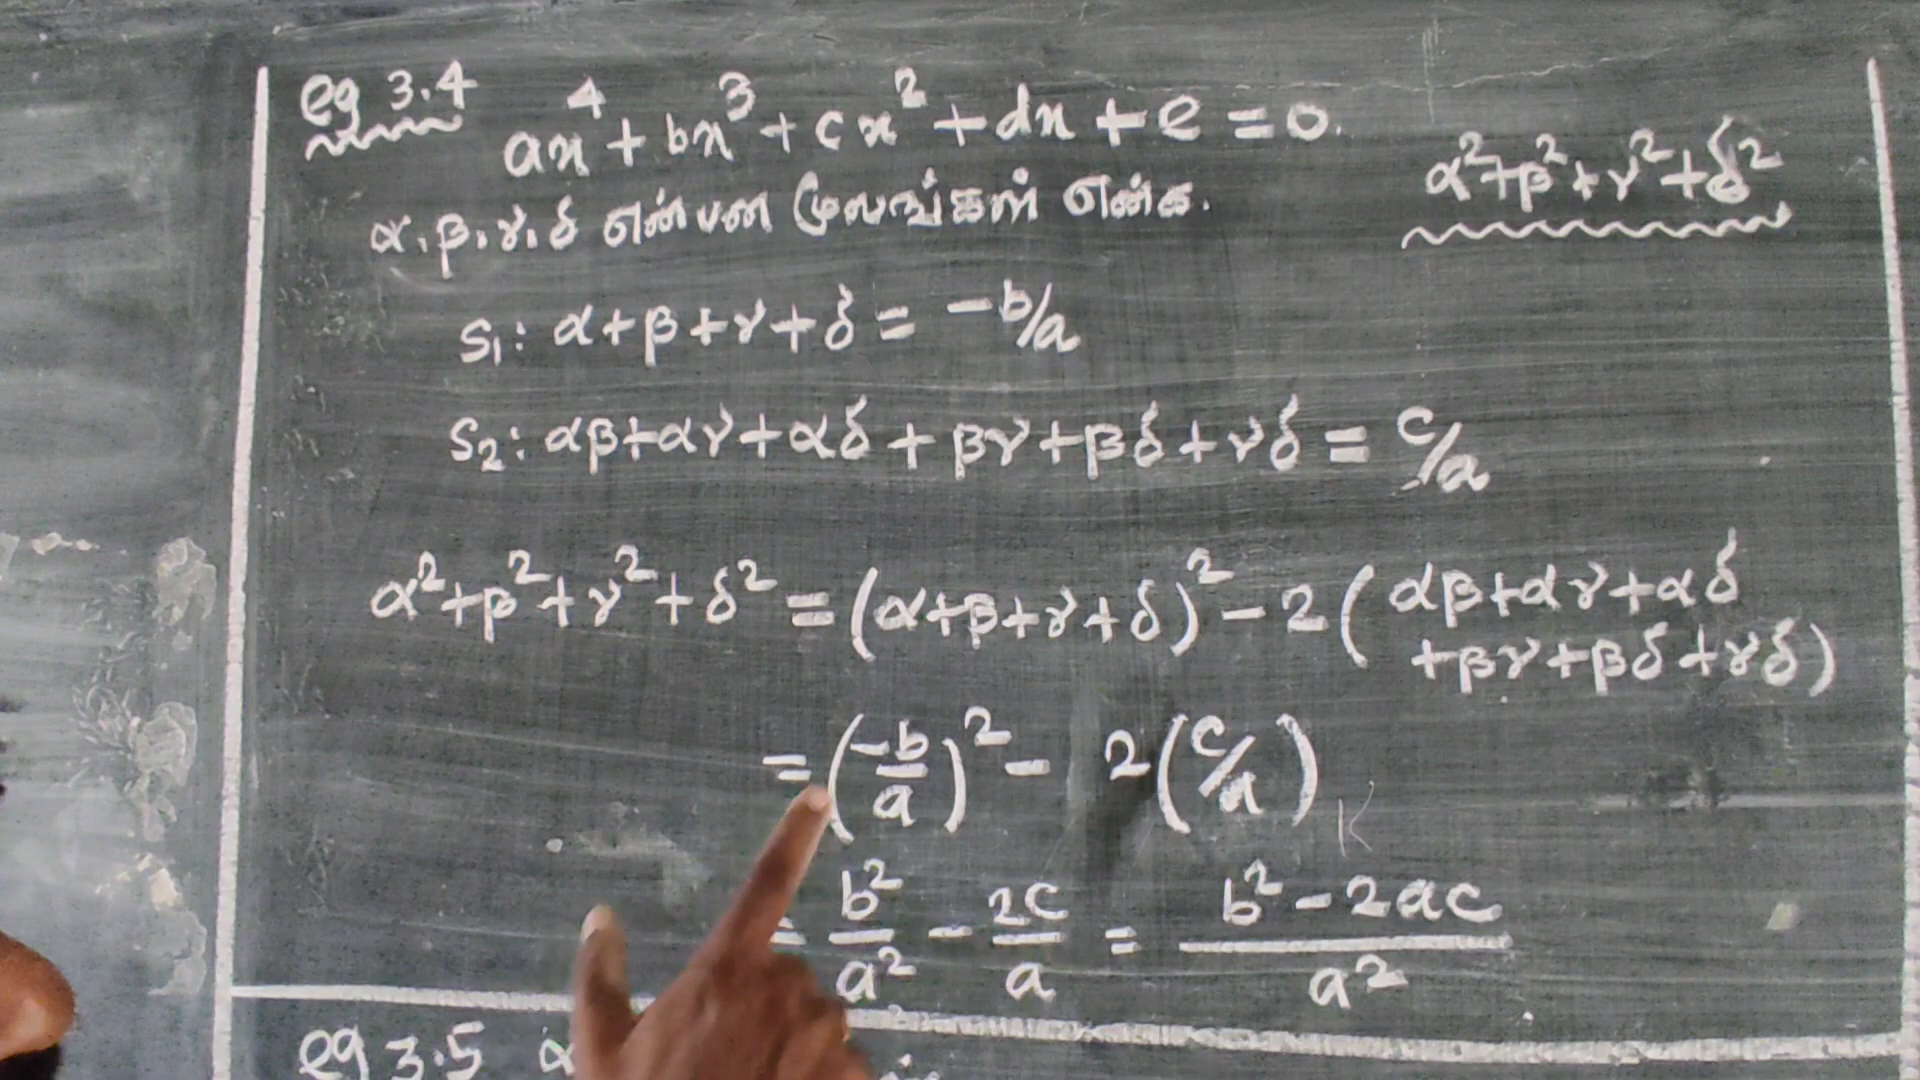 eg 3.4
ax⁴ + bx³ + cx² + dx + e = 0.
α²+β²+γ²+δ²
α, β, γ, δ என்பன மூலங்கள் என்க.
S₁: α+β+γ+δ = -b/a
S₂: αβ+αγ+αδ+βγ+βδ+γδ = c/a
α²+β²+γ²+δ² = (α+β+γ+δ)² - 2(αβ+αγ+αδ
+βγ+βδ+γδ)
= (-b/a)² - 2(c/a)
= b²/a² - 2c/a = (b²-2ac)/a²
eg 3.5